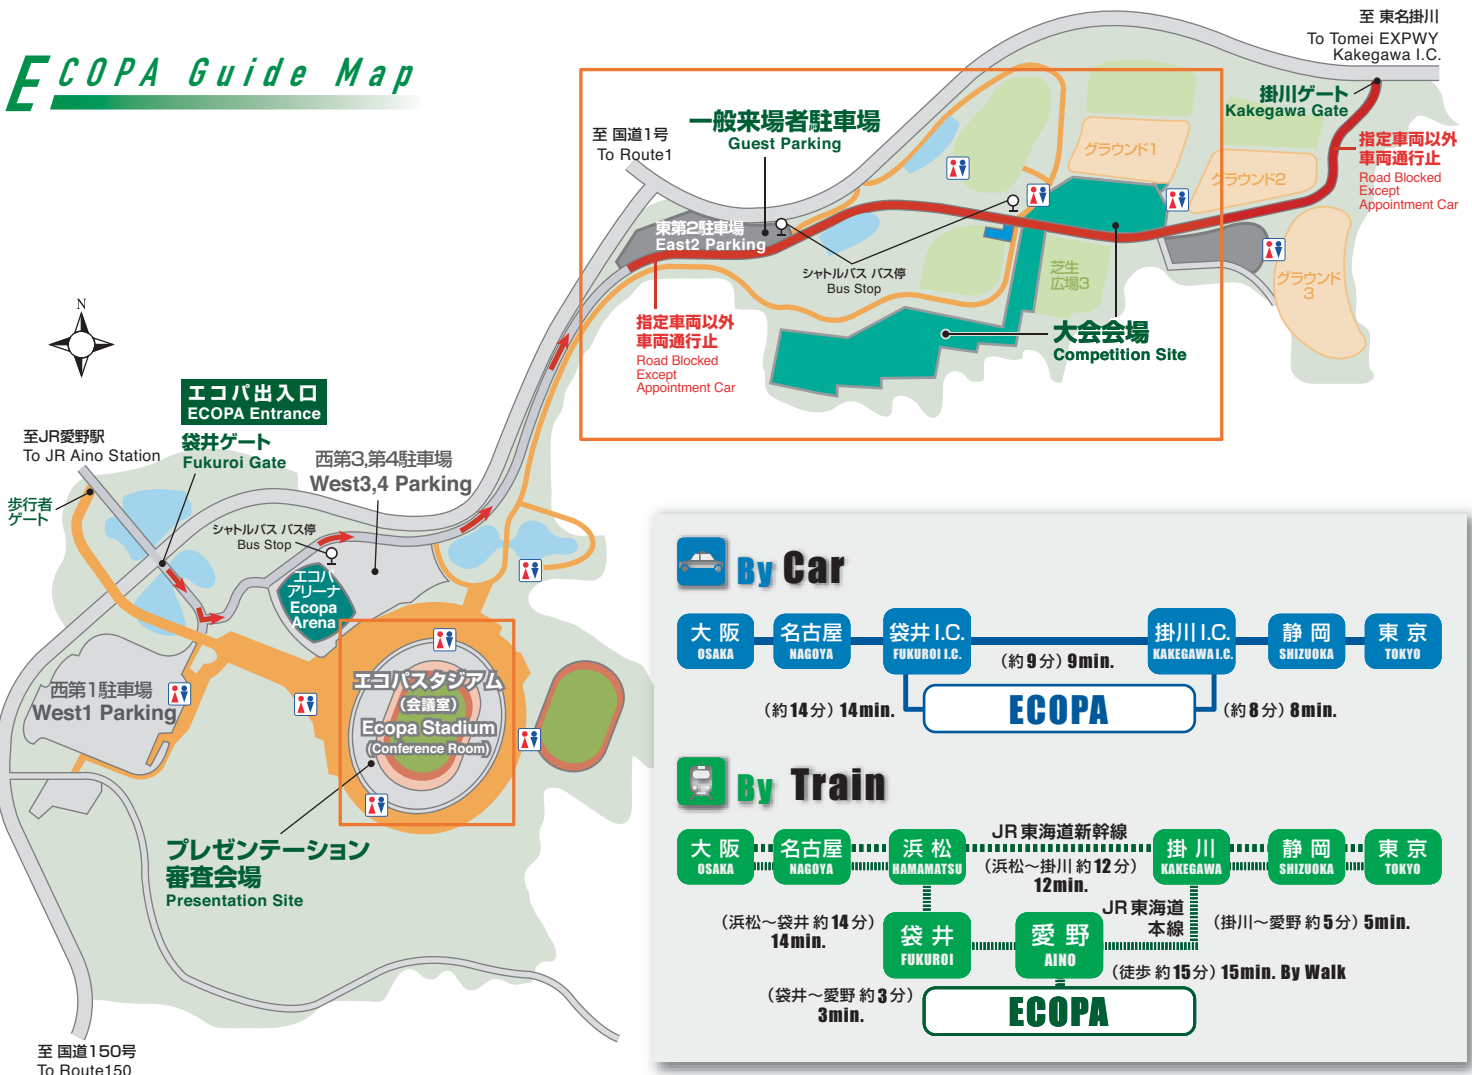 ECOPA Guide Map
至 東名掛川
To Tomei EXPWY
Kakegawa I.C.
掛川ゲート
Kakegawa Gate
指定車両以外
車両通行止
Road Blocked
Except
Appointment Car
至 国道1号
To Route1
一般来場者駐車場
Guest Parking
グラウンド1
グラウンド2
グラウンド
3
東第2駐車場
East2 Parking
シャトルバス バス停
Bus Stop
芝生
広場3
指定車両以外
車両通行止
Road Blocked
Except
Appointment Car
大会会場
Competition Site
N
エコパ出入口
ECOPA Entrance
至JR愛野駅
To JR Aino Station
袋井ゲート
Fukuroi Gate
西第3,第4駐車場
West3,4 Parking
歩行者
ゲート
シャトルバス バス停
Bus Stop
エコパ
アリーナ
Ecopa
Arena
西第1駐車場
West1 Parking
エコパスタジアム
(会議室)
Ecopa Stadium
(Conference Room)
プレゼンテーション
審査会場
Presentation Site
至 国道150号
To Route150
By Car
大阪
OSAKA
名古屋
NAGOYA
袋井I.C.
FUKUROI I.C.
(約9分) 9min.
掛川I.C.
KAKEGAWA I.C.
静岡
SHIZUOKA
東京
TOKYO
(約14分) 14min.
ECOPA
(約8分) 8min.
By Train
大阪
OSAKA
名古屋
NAGOYA
浜松
HAMAMATSU
JR東海道新幹線
(浜松～掛川 約12分)
12min.
掛川
KAKEGAWA
静岡
SHIZUOKA
東京
TOKYO
(浜松～袋井 約14分)
14min.
袋井
FUKUROI
愛野
AINO
JR東海道
本線
(掛川～愛野 約5分) 5min.
(徒歩 約15分) 15min. By Walk
(袋井～愛野 約3分)
3min.
ECOPA